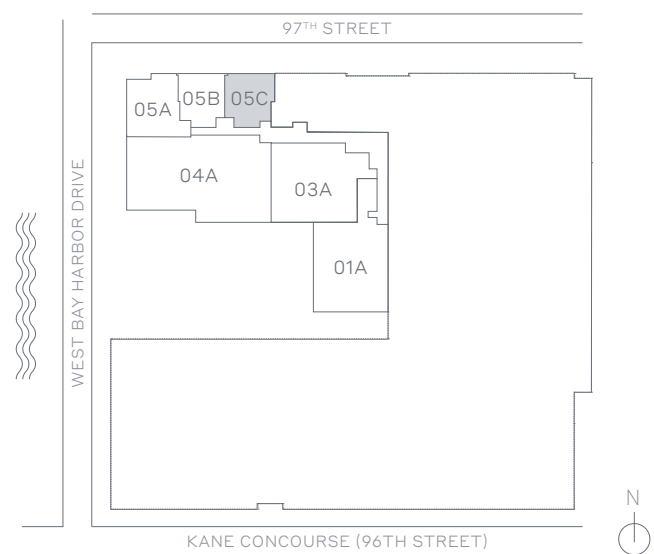 97TH STREET
05A
05B
05C
04A
03A
01A
WEST BAY HARBOR DRIVE
KANE CONCOURSE (96TH STREET)
N